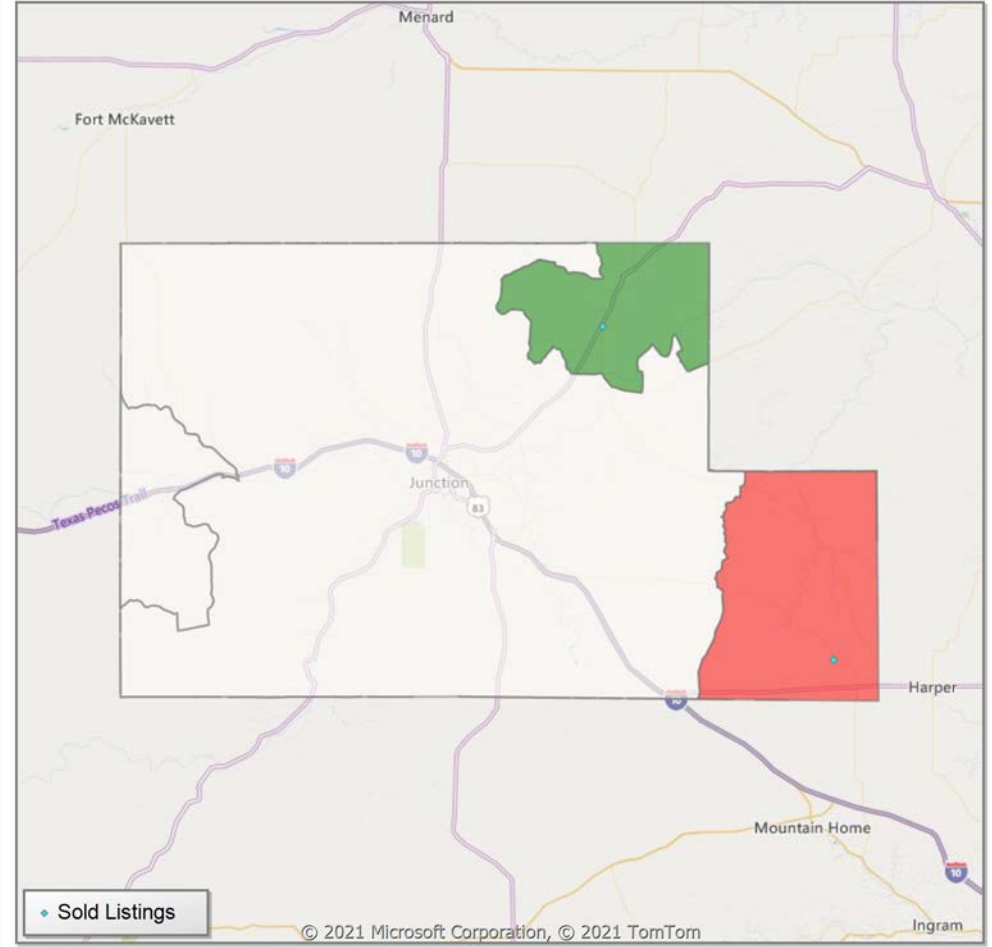 Menard
Fort McKavett
10
10
Junction
Texas Pecos Trail
83
Harper
10
Mountain Home
10
Sold Listings
© 2021 Microsoft Corporation, © 2021 TomTom
Ingram